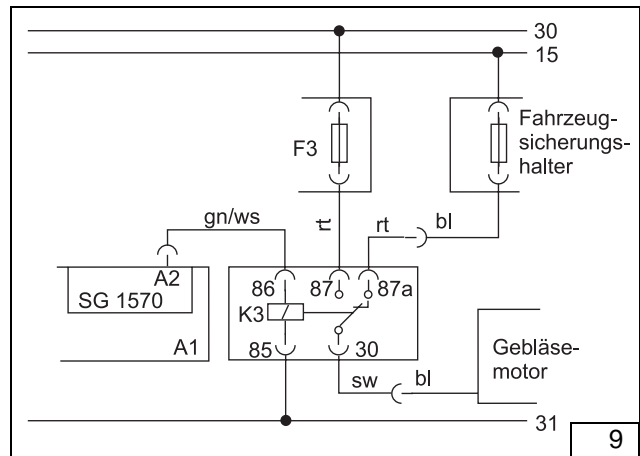 30
15
F3
Fahrzeug-
sicherungs-
halter
gn/ws
rt
rt
bl
A2
SG 1570
A1
86
87
87a
K3
85
30
sw
bl
Gebläse-
motor
31
9